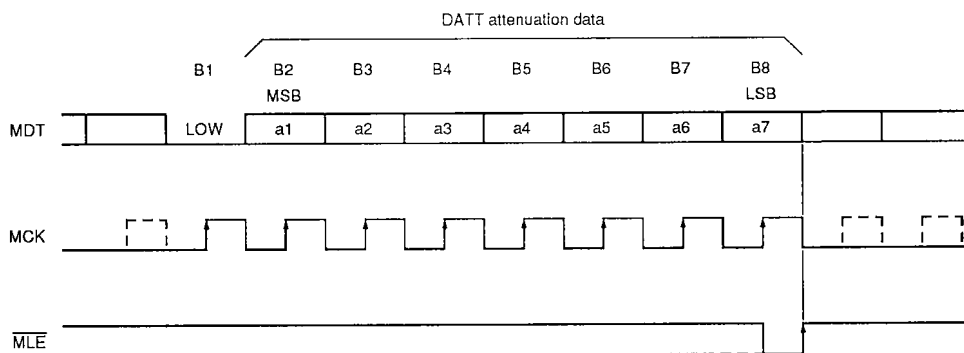 DATT attenuation data
B1 B2 B3 B4 B5 B6 B7 B8
MSB LSB
MDT LOW a1 a2 a3 a4 a5 a6 a7
MCK
MLE